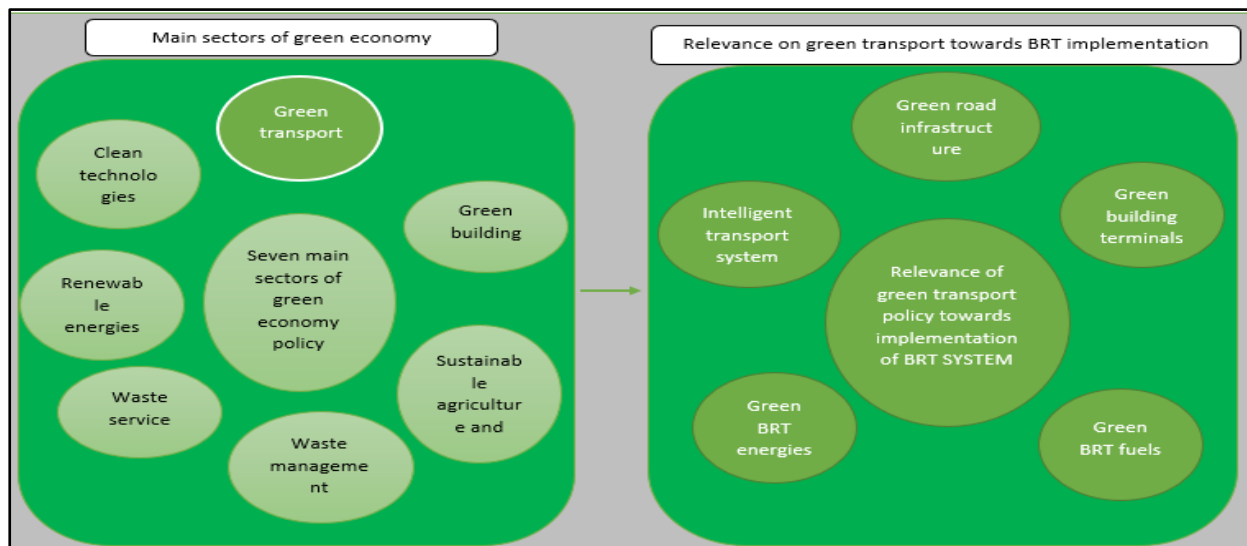 Main sectors of green economy
Green
transport
Clean
technolo
gies
Green
building
Seven main
sectors of
green
economy
policy
Renewab
le
energies
Sustainab
le
agricultur
e and
Waste
service
Waste
manageme
nt
Relevance on green transport towards BRT implementation
Green road
infrastruct
ure
Intelligent
transport
system
Green
building
terminals
Relevance of
green transport
policy towards
implementation
of BRT SYSTEM
Green
BRT
energies
Green
BRT fuels